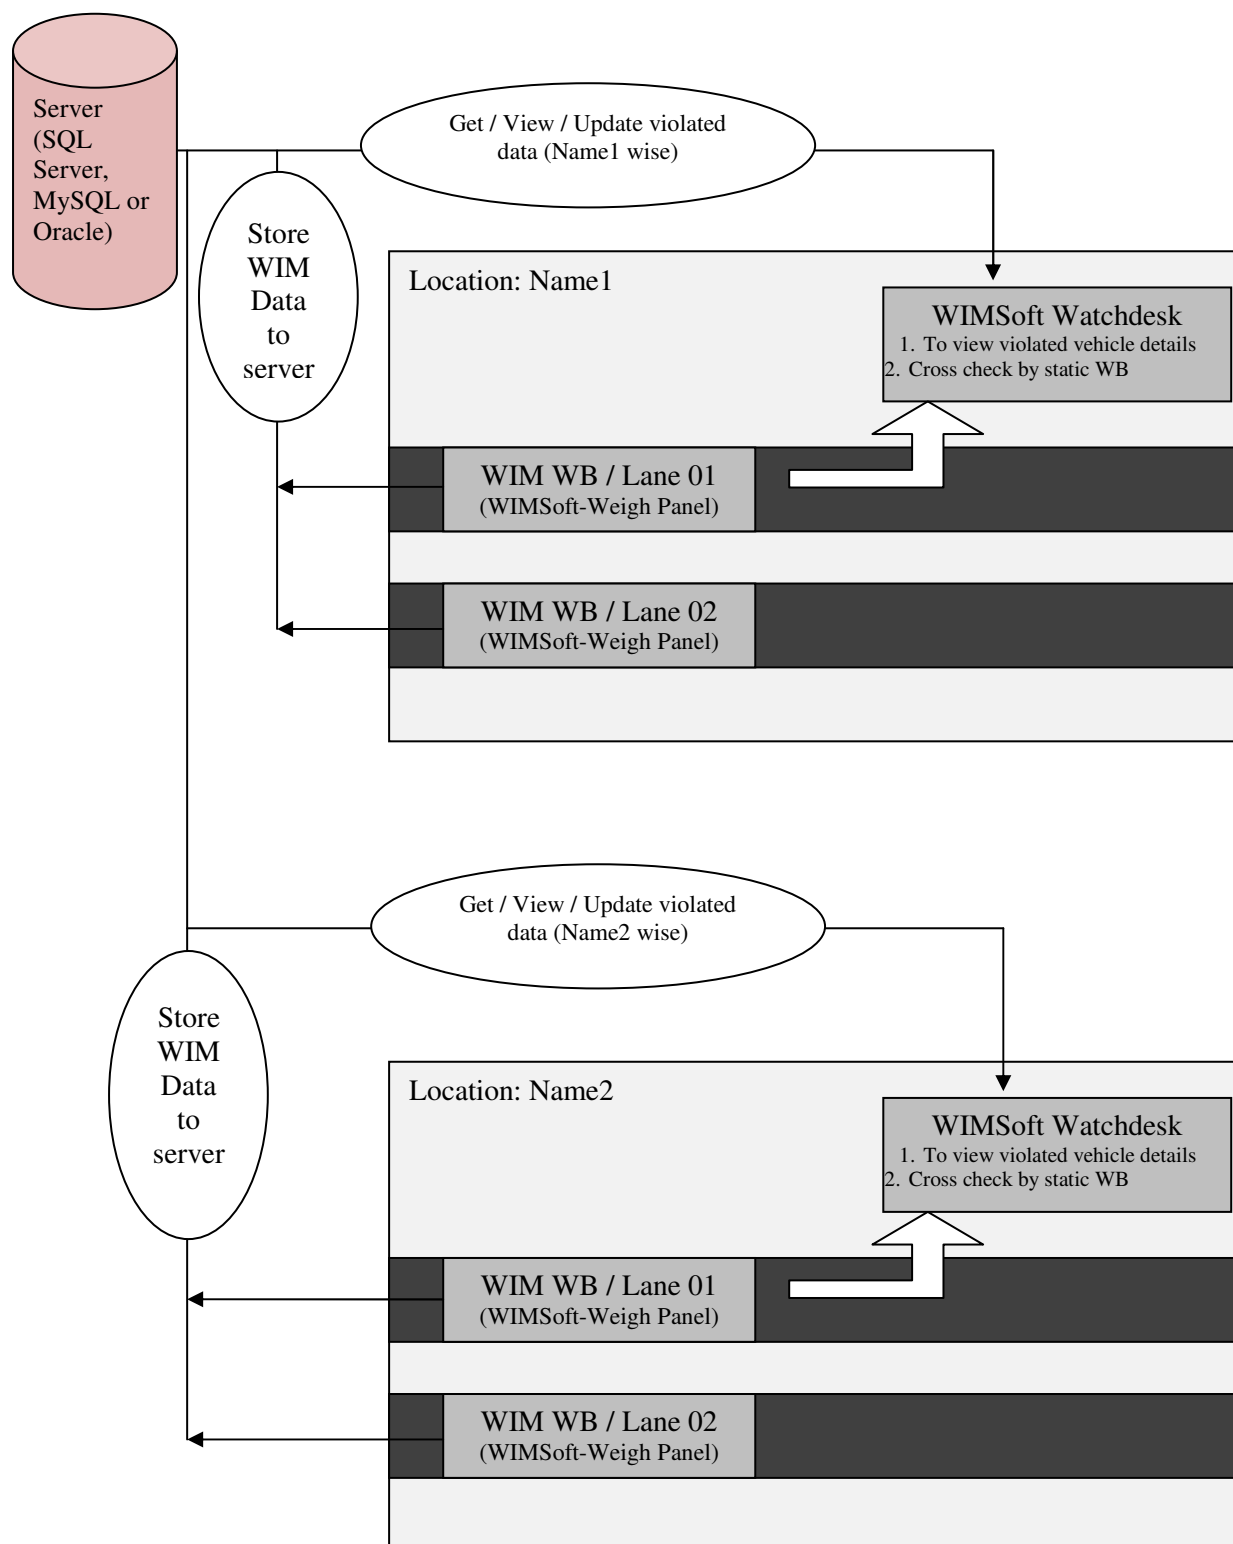 Server
(SQL
Server,
MySQL or
Oracle)
Get / View / Update violated
data (Name1 wise)
Store
WIM
Data
to
server
Location: Name1
WIMSoft Watchdesk
1. To view violated vehicle details
2. Cross check by static WB
WIM WB / Lane 01
(WIMSoft-Weigh Panel)
WIM WB / Lane 02
(WIMSoft-Weigh Panel)
Get / View / Update violated
data (Name2 wise)
Store
WIM
Data
to
server
Location: Name2
WIMSoft Watchdesk
1. To view violated vehicle details
2. Cross check by static WB
WIM WB / Lane 01
(WIMSoft-Weigh Panel)
WIM WB / Lane 02
(WIMSoft-Weigh Panel)